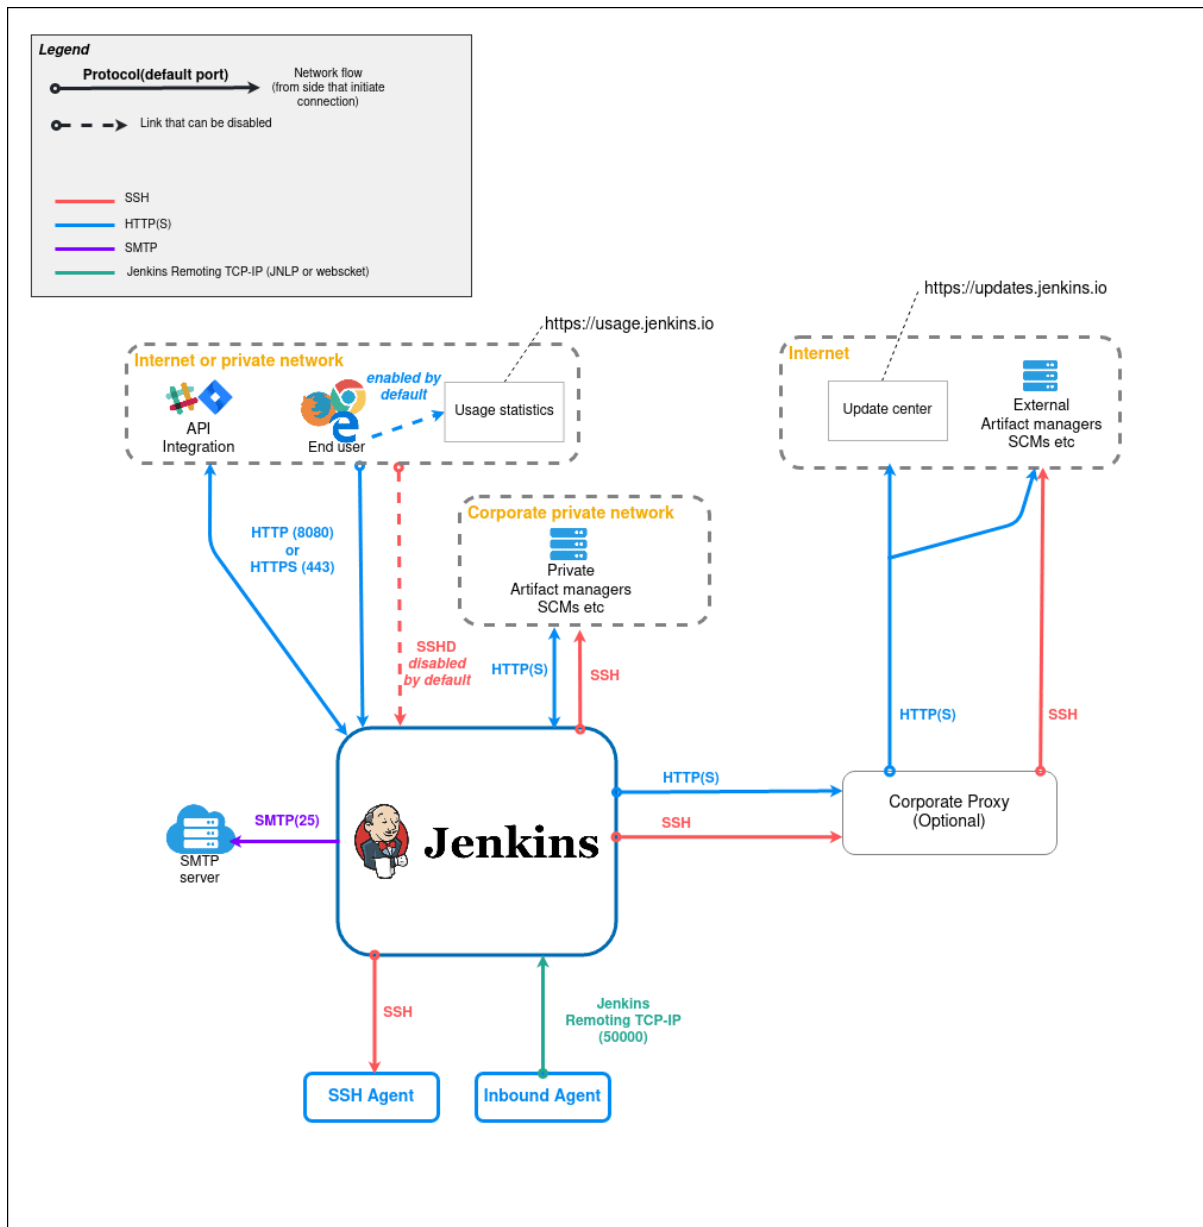 Legend
Protocol(default port)
Network flow
(from side that initiate
connection)
Link that can be disabled
SSH
HTTP(S)
SMTP
Jenkins Remoting TCP-IP (JNLP or webscket)
https://updates.jenkins.io
https://usage.jenkins.io
Internet or private network
enabled by
default
Usage statistics
API
Integration
End user
Internet
Update center
External
Artifact managers
SCMs etc
HTTP (8080)
or
HTTPS (443)
Corporate private network
Private
Artifact managers
SCMs etc
SSHD
disabled
by default
HTTP(S)
SSH
HTTP(S)
SSH
HTTP(S)
SSH
Corporate Proxy
(Optional)
SMTP(25)
SMTP
server
Jenkins
SSH
Jenkins
Remoting TCP-IP
(50000)
SSH Agent
Inbound Agent